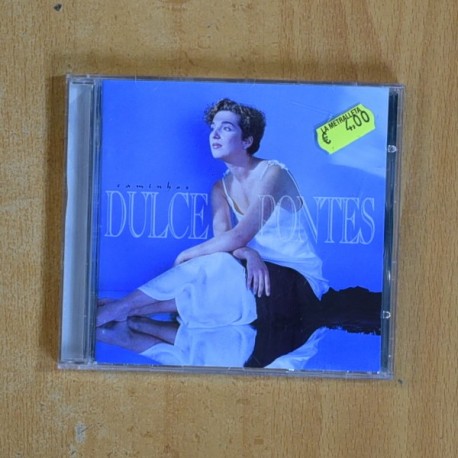 LA METRALLETA
€ 4,00
caminhos
DULCE PONTES